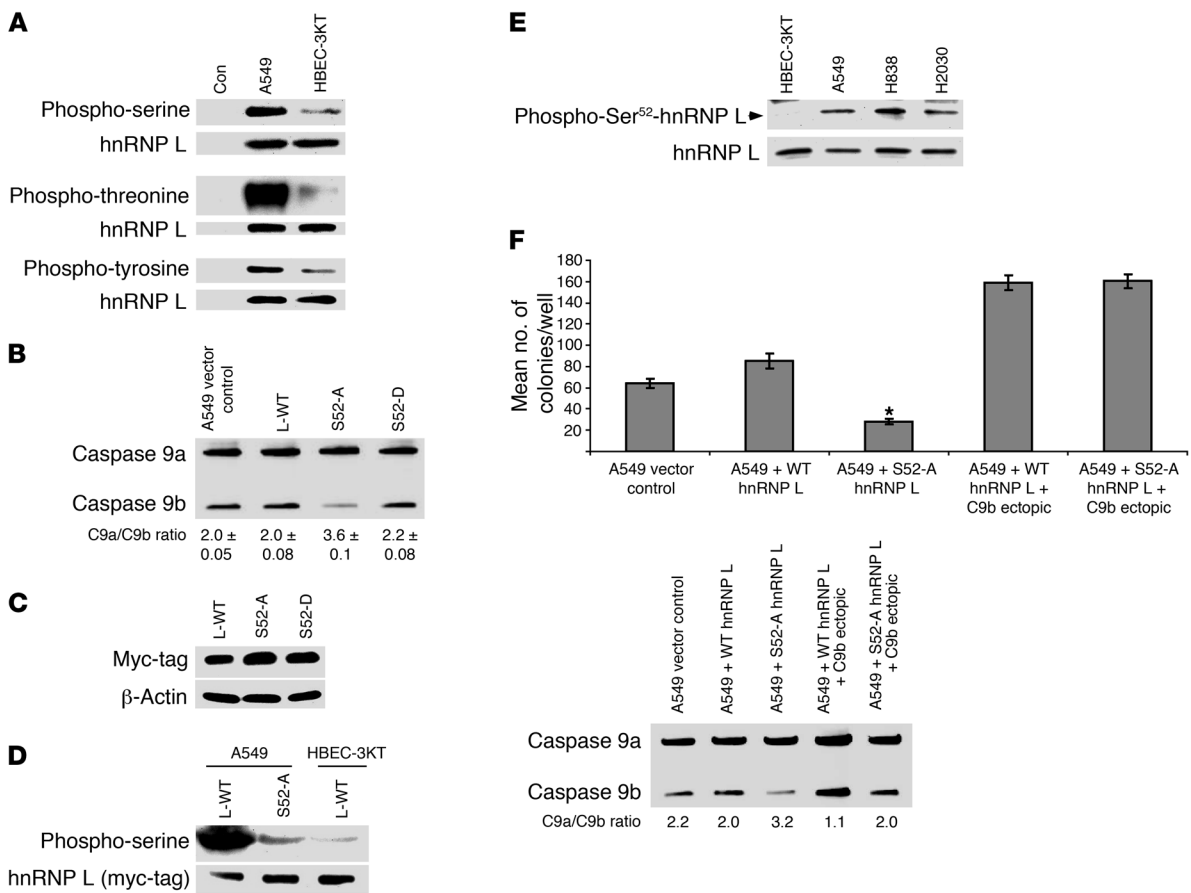 A
Con
A549
HBEC-3KT
Phospho-serine
hnRNP L
Phospho-threonine
hnRNP L
Phospho-tyrosine
hnRNP L
B
A549 vector
control
L-WT
S52-A
S52-D
Caspase 9a
Caspase 9b
C9a/C9b ratio
2.0 ±
0.05
2.0 ±
0.08
3.6 ±
0.1
2.2 ±
0.08
C
L-WT
S52-A
S52-D
Myc-tag
β-Actin
D
A549
HBEC-3KT
L-WT
S52-A
L-WT
Phospho-serine
hnRNP L (myc-tag)
E
HBEC-3KT
A549
H838
H2030
Phospho-Ser52-hnRNP L
hnRNP L
F
Mean no. of
colonies/well
180
160
140
120
100
80
60
40
20
*
A549 vector
control
A549 + WT
hnRNP L
A549 + S52-A
hnRNP L
A549 + WT
hnRNP L +
C9b ectopic
A549 + S52-A
hnRNP L +
C9b ectopic
A549 vector control
A549 + WT hnRNP L
A549 + S52-A hnRNP L
A549 + WT hnRNP L
+ C9b ectopic
A549 + S52-A hnRNP L
+ C9b ectopic
Caspase 9a
Caspase 9b
C9a/C9b ratio
2.2
2.0
3.2
1.1
2.0